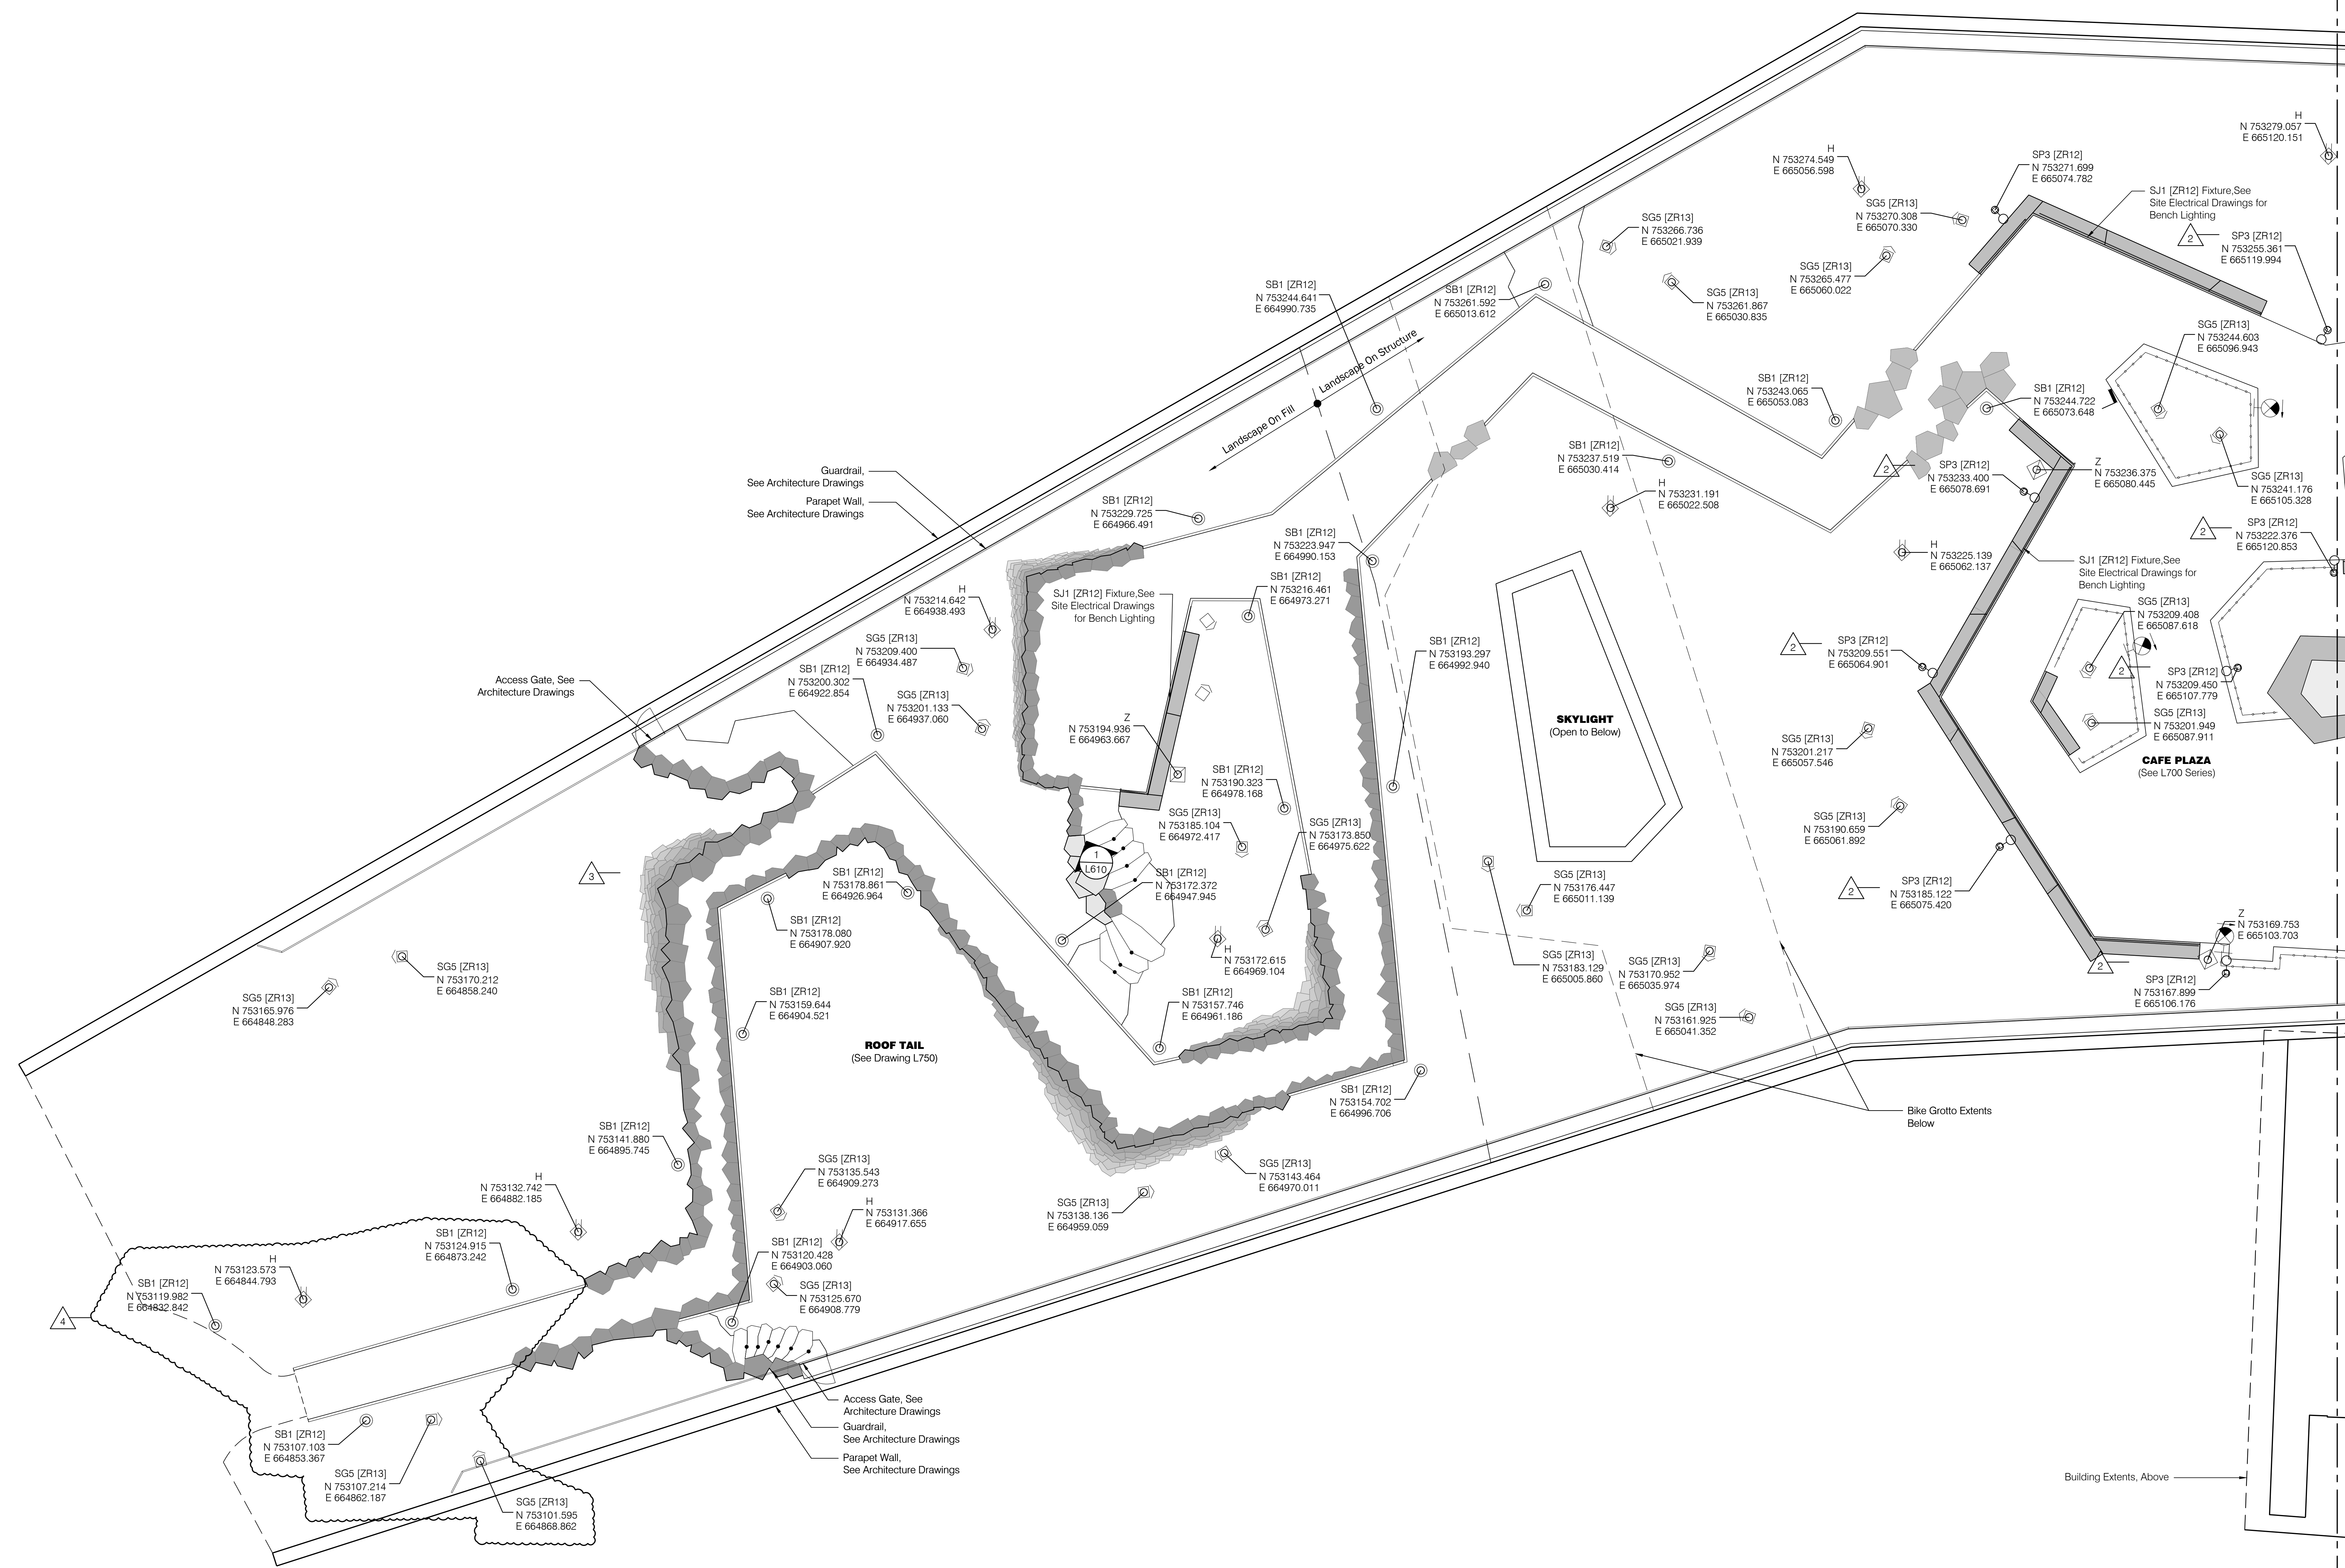 H
N 753279.057
E 665120.151
H
N 753274.549
E 665056.598
SP3 [ZR12]
N 753271.699
E 665074.782
SJ1 [ZR12] Fixture,See
Site Electrical Drawings for
Bench Lighting
SG5 [ZR13]
N 753270.308
E 665070.330
SG5 [ZR13]
N 753266.736
E 665021.939
2
SP3 [ZR12]
N 753255.361
E 665119.994
SG5 [ZR13]
N 753265.477
E 665060.022
SB1 [ZR12]
N 753244.641
E 664990.735
SB1 [ZR12]
N 753261.592
E 665013.612
SG5 [ZR13]
N 753261.867
E 665030.835
SG5 [ZR13]
N 753244.603
E 665096.943
Landscape On Structure
Landscape On Fill
SB1 [ZR12]
N 753243.065
E 665053.083
SB1 [ZR12]
N 753244.722
E 665073.648
Guardrail,
See Architecture Drawings
Parapet Wall,
See Architecture Drawings
SB1 [ZR12]
N 753237.519
E 665030.414
2
SP3 [ZR12]
N 753233.400
E 665078.691
Z
N 753236.375
E 665080.445
SG5 [ZR13]
N 753241.176
E 665105.328
SB1 [ZR12]
N 753229.725
E 664966.491
H
N 753231.191
E 665022.508
SB1 [ZR12]
N 753223.947
E 664990.153
2
SP3 [ZR12]
N 753222.376
E 665120.853
H
N 753225.139
E 665062.137
SJ1 [ZR12] Fixture,See
Site Electrical Drawings for
Bench Lighting
SB1 [ZR12]
N 753216.461
E 664973.271
SJ1 [ZR12] Fixture,See
Site Electrical Drawings
for Bench Lighting
H
N 753214.642
E 664938.493
SG5 [ZR13]
N 753209.408
E 665087.618
SG5 [ZR13]
N 753209.400
E 664934.487
SB1 [ZR12]
N 753193.297
E 664992.940
2
SP3 [ZR12]
N 753209.551
E 665064.901
2
SP3 [ZR12]
N 753209.450
E 665107.779
SB1 [ZR12]
N 753200.302
E 664922.854
Access Gate, See
Architecture Drawings
SG5 [ZR13]
N 753201.133
E 664937.060
Z
N 753194.936
E 664963.667
SKYLIGHT
(Open to Below)
SG5 [ZR13]
N 753201.949
E 665087.911
SG5 [ZR13]
N 753201.217
E 665057.546
CAFE PLAZA
(See L700 Series)
SB1 [ZR12]
N 753190.323
E 664978.168
SG5 [ZR13]
N 753185.104
E 664972.417
SG5 [ZR13]
N 753173.850
E 664975.622
SG5 [ZR13]
N 753190.659
E 665061.892
1
L610
3
SB1 [ZR12]
N 753178.861
E 664926.964
SB1 [ZR12]
N 753172.372
E 664947.945
SG5 [ZR13]
N 753176.447
E 665011.139
2
SP3 [ZR12]
N 753185.122
E 665075.420
SB1 [ZR12]
N 753178.080
E 664907.920
Z
N 753169.753
E 665103.703
H
N 753172.615
E 664969.104
SG5 [ZR13]
N 753183.129
E 665005.860
SG5 [ZR13]
N 753170.952
E 665035.974
2
SP3 [ZR12]
N 753167.899
E 665106.176
SG5 [ZR13]
N 753170.212
E 664858.240
SG5 [ZR13]
N 753165.976
E 664848.283
SB1 [ZR12]
N 753159.644
E 664904.521
SB1 [ZR12]
N 753157.746
E 664961.186
SG5 [ZR13]
N 753161.925
E 665041.352
ROOF TAIL
(See Drawing L750)
SB1 [ZR12]
N 753154.702
E 664996.706
Bike Grotto Extents
Below
SB1 [ZR12]
N 753141.880
E 664895.745
SG5 [ZR13]
N 753135.543
E 664909.273
SG5 [ZR13]
N 753143.464
E 664970.011
H
N 753132.742
E 664882.185
H
N 753131.366
E 664917.655
SG5 [ZR13]
N 753138.136
E 664959.059
SB1 [ZR12]
N 753124.915
E 664873.242
SB1 [ZR12]
N 753120.428
E 664903.060
H
N 753123.573
E 664844.793
SB1 [ZR12]
N 753119.982
E 664832.842
SG5 [ZR13]
N 753125.670
E 664908.779
4
Access Gate, See
Architecture Drawings
Guardrail,
See Architecture Drawings
Parapet Wall,
See Architecture Drawings
SB1 [ZR12]
N 753107.103
E 664853.367
SG5 [ZR13]
N 753107.214
E 664862.187
SG5 [ZR13]
N 753101.595
E 664868.862
Building Extents, Above